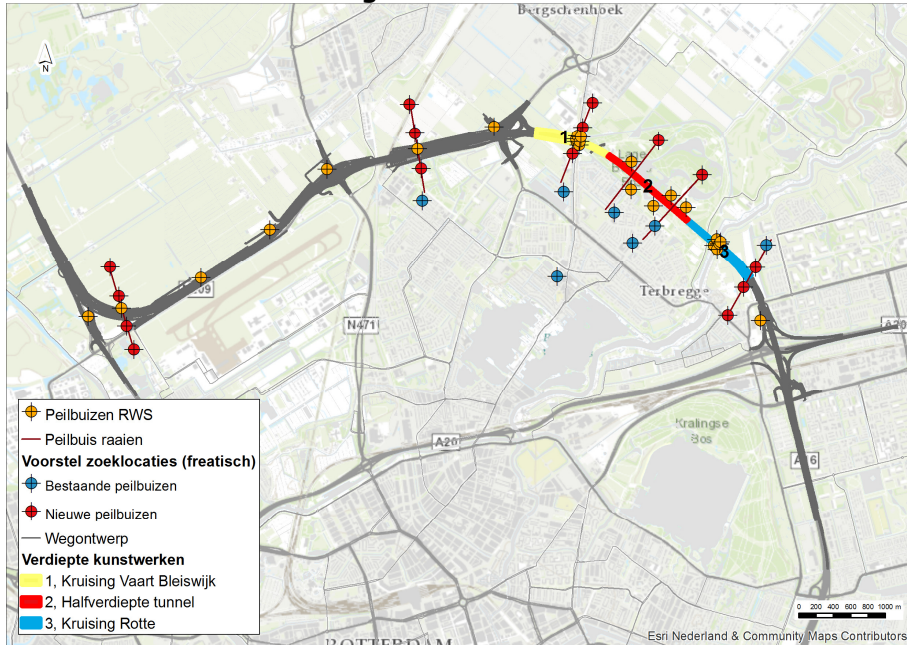 Bergschenhoek
N
1
2
3
Terbregge
N471
A20
A20
Kralingse
Bos
A16
Peilbuizen RWS
Peilbuis raaien
Voorstel zoeklocaties (freatisch)
Bestaande peilbuizen
Nieuwe peilbuizen
Wegontwerp
Verdiepte kunstwerken
1, Kruising Vaart Bleiswijk
2, Halfverdiepte tunnel
3, Kruising Rotte
0 200 400 600 800 1000 m
Esri Nederland & Community Maps Contributors
ROTTERDAM